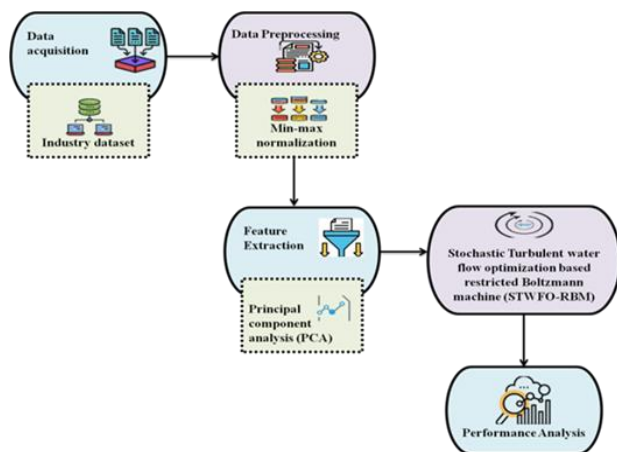 Data
acquisition
Industry dataset
Data Preprocessing
Min-max
normalization
Feature
Extraction
Principal
component
analysis (PCA)
Stochastic Turbulent water
flow optimization based
restricted Boltzmann
machine (STWFO-RBM)
Performance Analysis